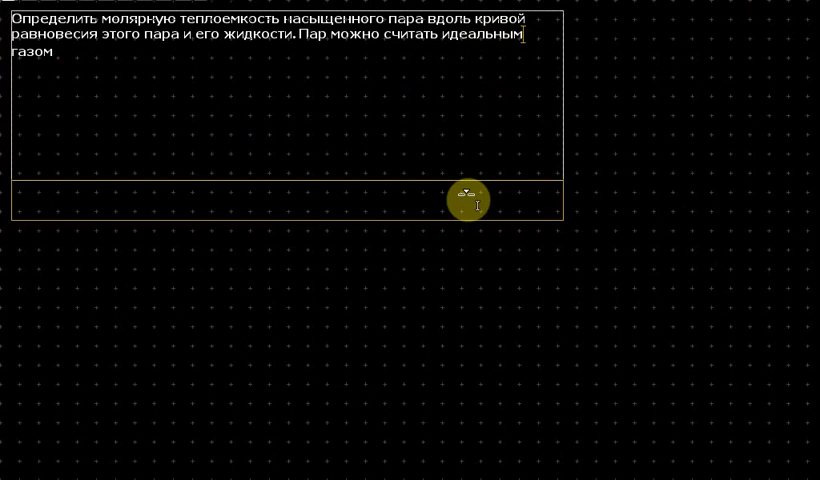 Определить молярную теплоемкость насыщенного пара вдоль кривой
равновесия этого пара и его жидкости. Пар можно считать идеальным
газом